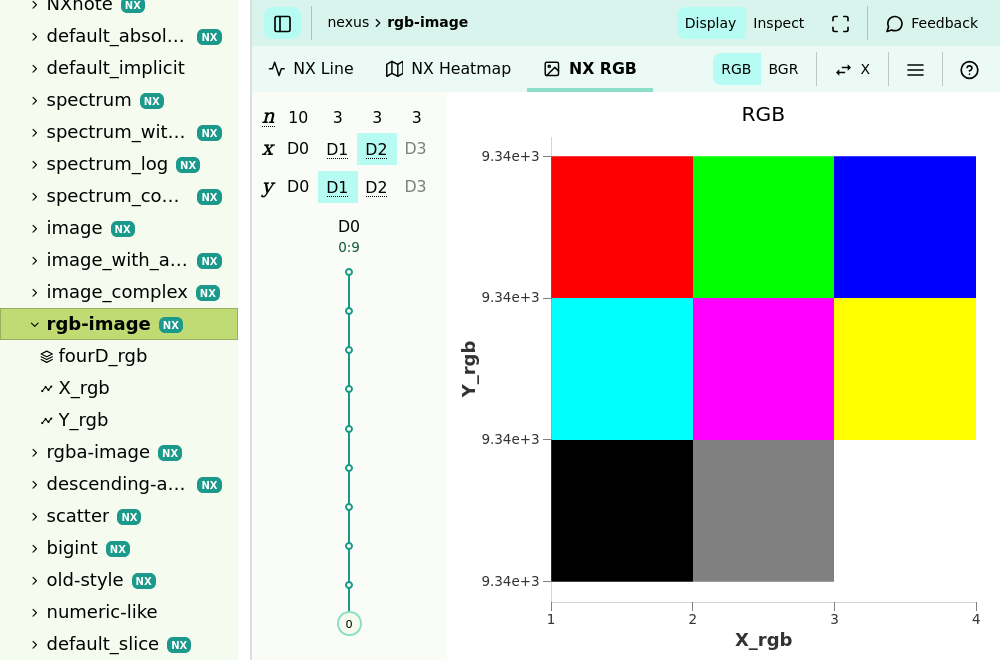 NXnote NX
default_absol… NX
default_implicit
spectrum NX
spectrum_wit… NX
spectrum_log NX
spectrum_co… NX
image NX
image_with_a… NX
image_complex NX
rgb-image NX
fourD_rgb
X_rgb
Y_rgb
rgba-image NX
descending-a… NX
scatter NX
bigint NX
old-style NX
numeric-like
default_slice NX
nexus › rgb-image
Display Inspect Feedback
NX Line NX Heatmap NX RGB RGB BGR X
n 10 3 3 3
x D0 D1 D2 D3
y D0 D1 D2 D3
D0
0:9
0
RGB
9.34e+3
9.34e+3
9.34e+3
9.34e+3
Y_rgb
1 2 3 4
X_rgb